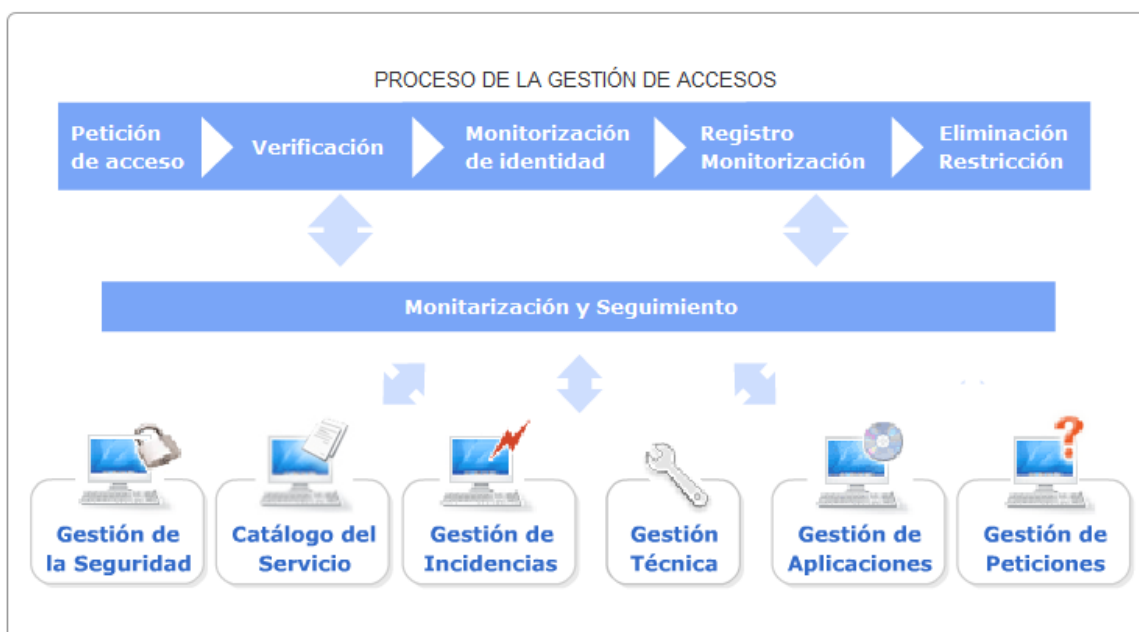 PROCESO DE LA GESTIÓN DE ACCESOS
Petición
de acceso
Verificación
Monitorización
de identidad
Registro
Monitorización
Eliminación
Restricción
Monitarización y Seguimiento
Gestión de
la Seguridad
Catálogo del
Servicio
Gestión de
Incidencias
Gestión
Técnica
Gestión de
Aplicaciones
Gestión de
Peticiones